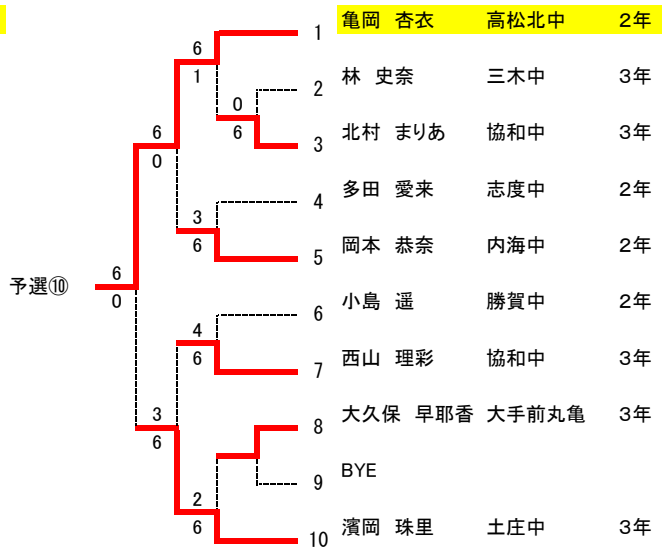 1 亀岡 杏衣 高松北中 2年
6
1
2 林 史奈 三木中 3年
0
6
3 北村 まりあ 協和中 3年
6
0
4 多田 愛来 志度中 2年
3
6
5 岡本 恭奈 内海中 2年
予選⑩
6
0
6 小島 遥 勝賀中 2年
4
6
7 西山 理彩 協和中 3年
8 大久保 早耶香 大手前丸亀 3年
3
6
9 BYE
2
6
10 濱岡 珠里 土庄中 3年